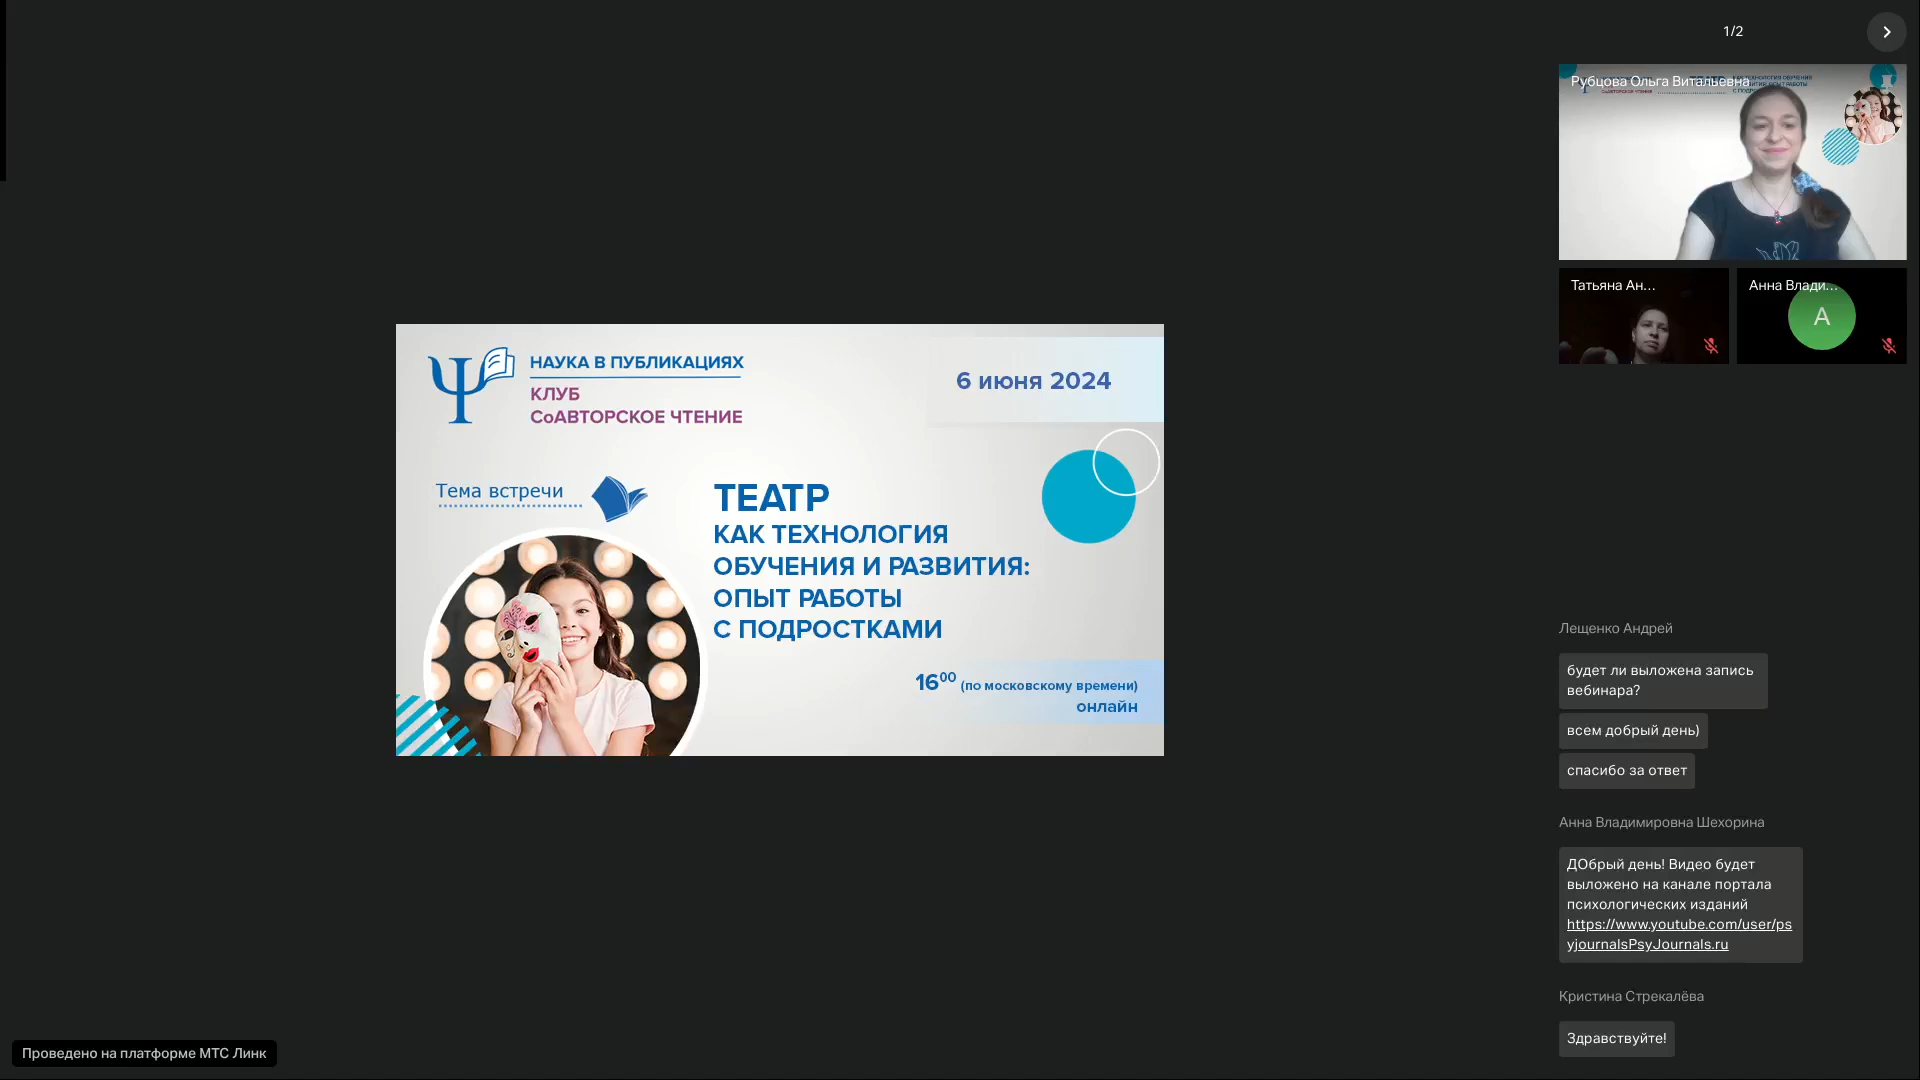 НАУКА В ПУБЛИКАЦИЯХ
КЛУБ
СоАВТОРСКОЕ ЧТЕНИЕ
6 июня 2024
Тема встречи
ТЕАТР
КАК ТЕХНОЛОГИЯ
ОБУЧЕНИЯ И РАЗВИТИЯ:
ОПЫТ РАБОТЫ
С ПОДРОСТКАМИ
16⁰⁰ (по московскому времени)
онлайн
Проведено на платформе МТС Линк
1/2
Рубцова Ольга Витальевна
Татьяна Ан...
Анна Влади...
А
Лещенко Андрей
будет ли выложена запись
вебинара?
всем добрый день)
спасибо за ответ
Анна Владимировна Шехорина
ДОбрый день! Видео будет
выложено на канале портала
психологических изданий
https://www.youtube.com/user/ps
yjournalsPsyJournals.ru
Кристина Стрекалёва
Здравствуйте!